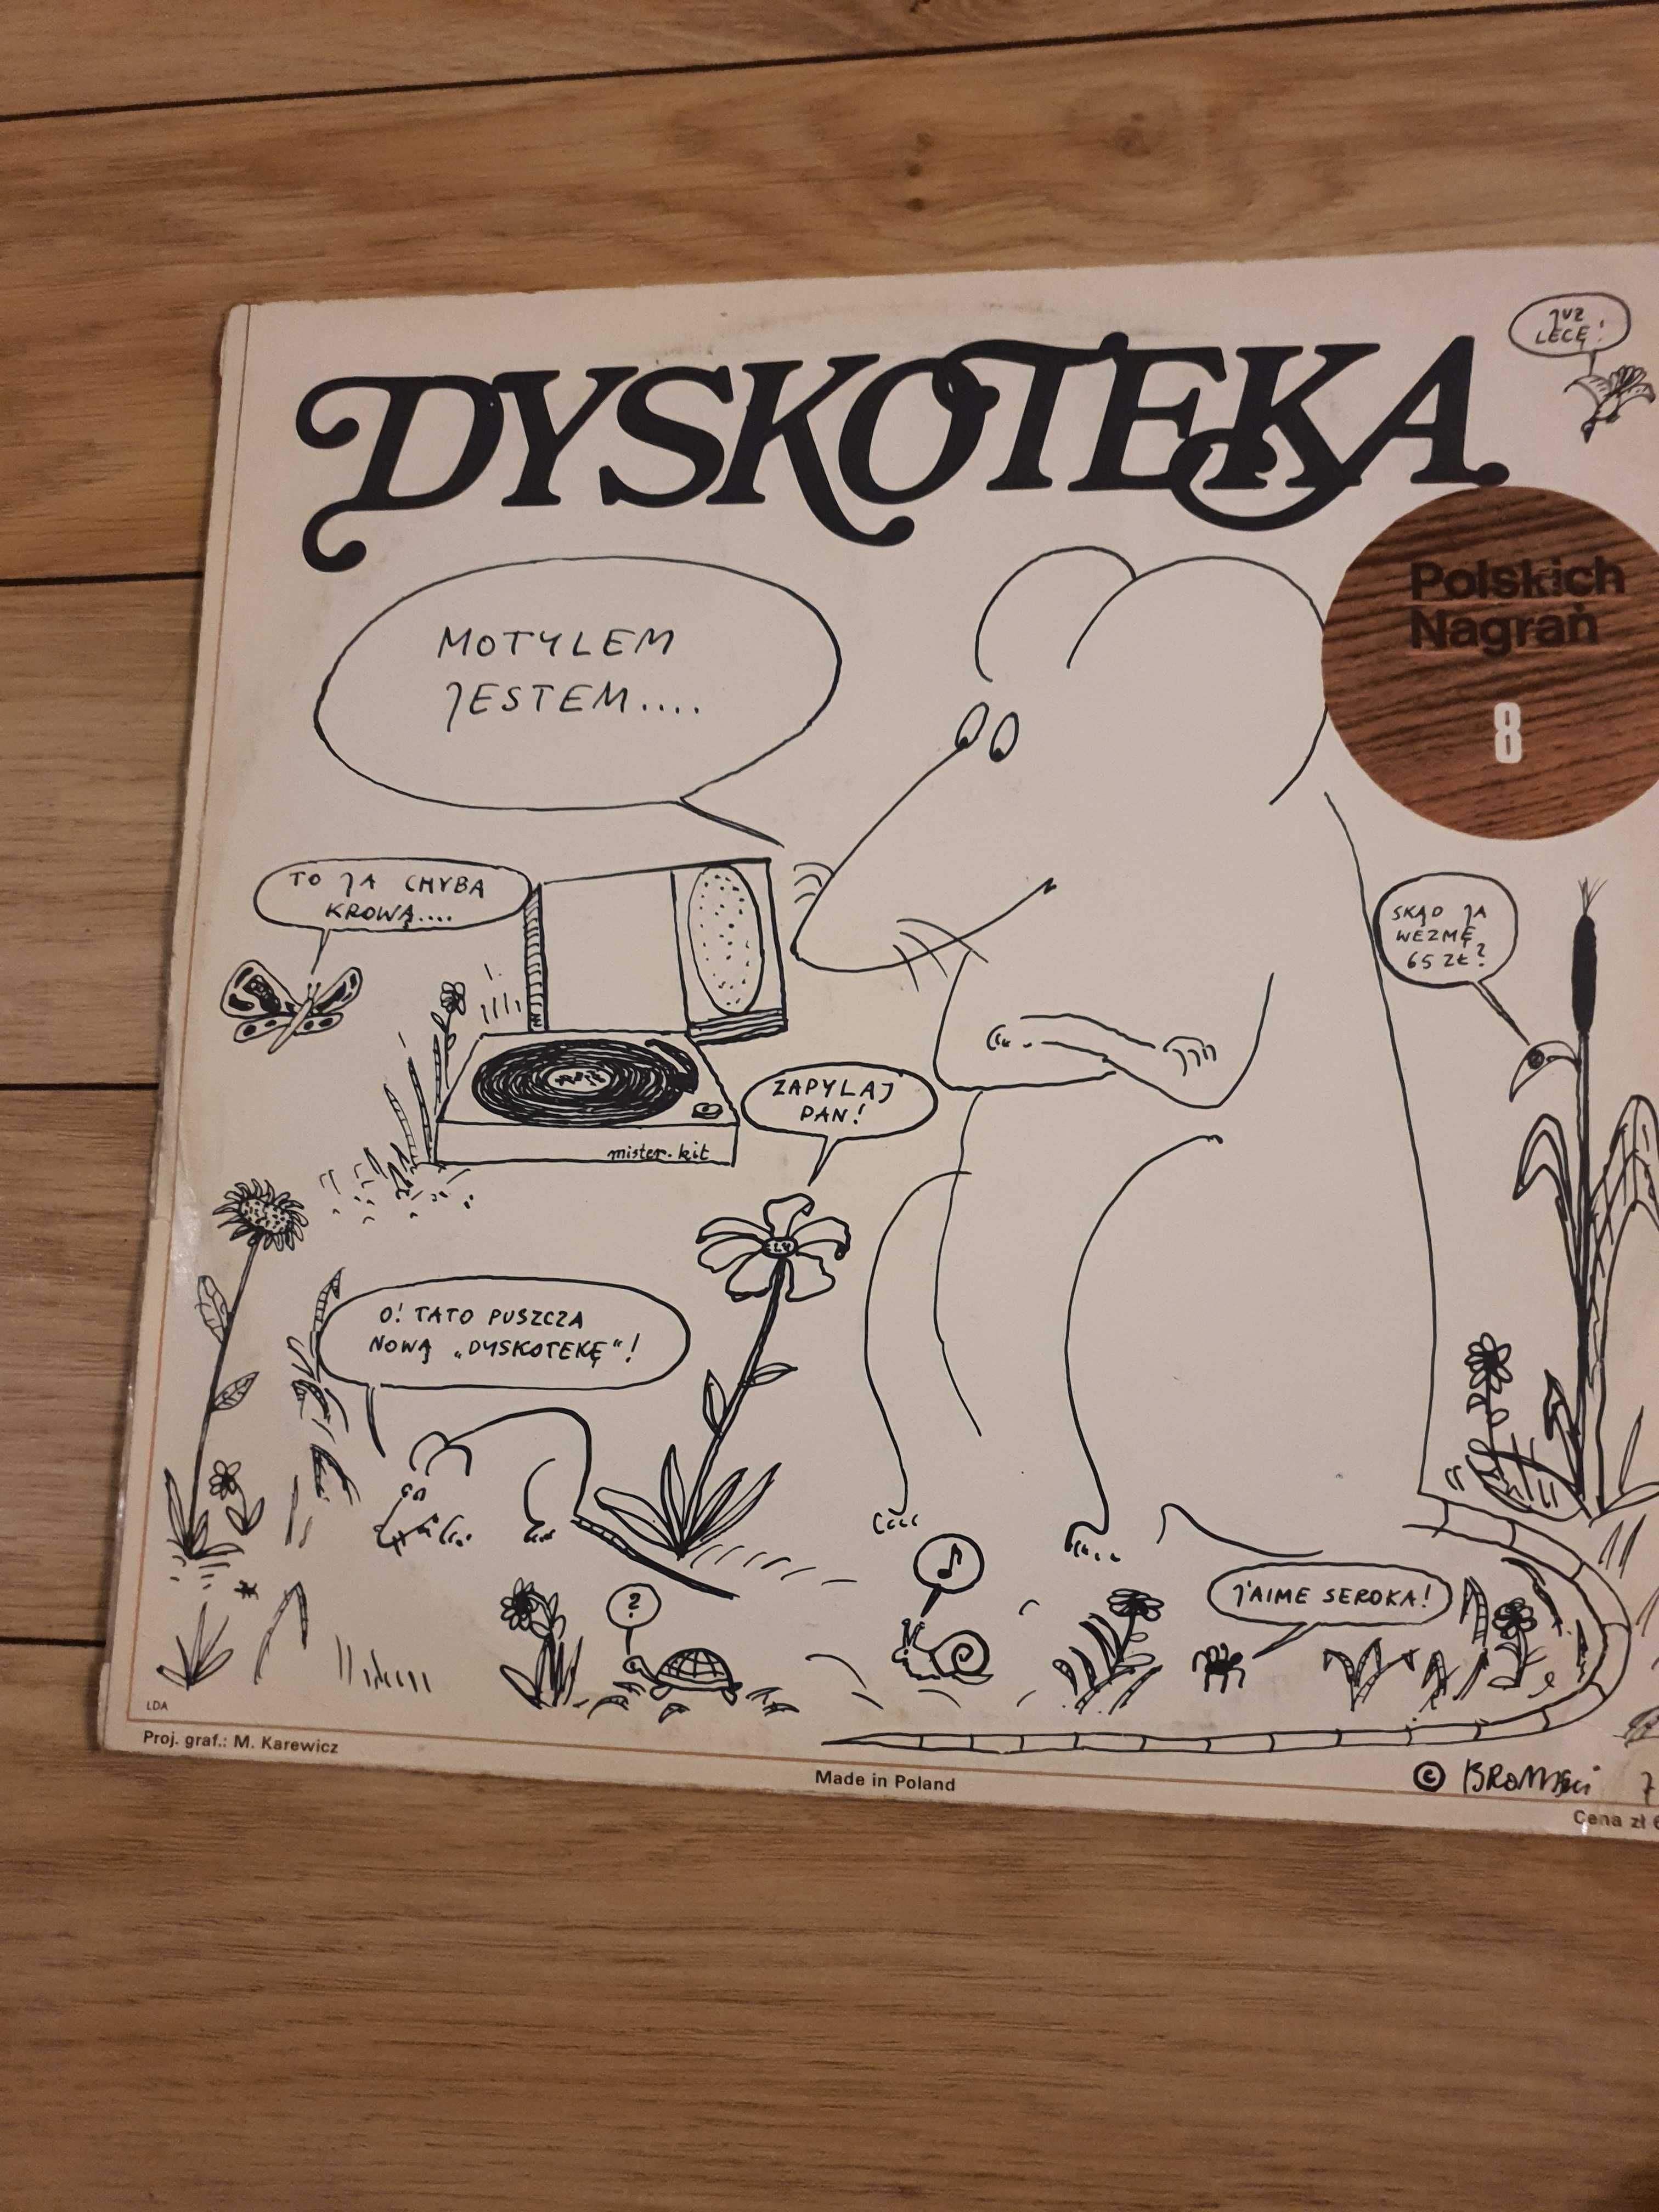 DYSKOTEKA
JUŻ
LECĘ!
Polskich
Nagrań
8
MOTYLEM
JESTEM....
TO JA CHYBA
KROWĄ....
SKĄD JA
WEZMĘ
65 ZŁ?
mister-kit
ZAPYLAJ
PAN!
O! TATO PUSZCZA
NOWĄ „DYSKOTEKĘ"!
?
J'AIME SEROKA!
LDA
Proj. graf.: M. Karewicz
Made in Poland
©
Cena zł